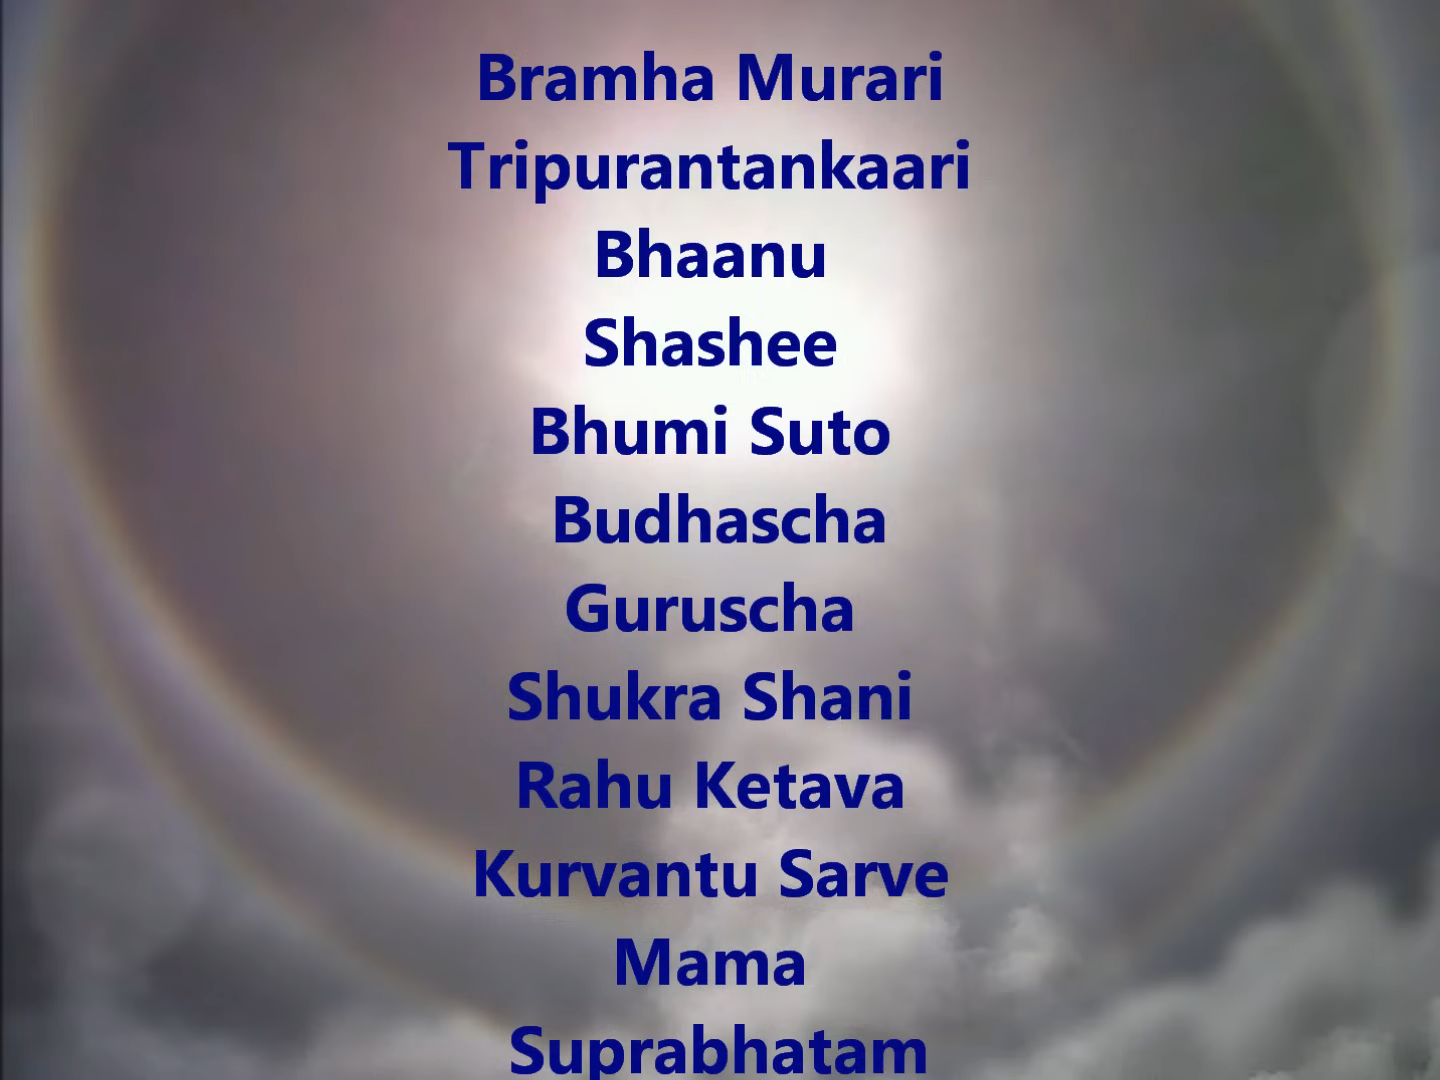 Bramha Murari
Tripurantankaari
Bhaanu
Shashee
Bhumi Suto
Budhascha
Guruscha
Shukra Shani
Rahu Ketava
Kurvantu Sarve
Mama
Suprabhatam